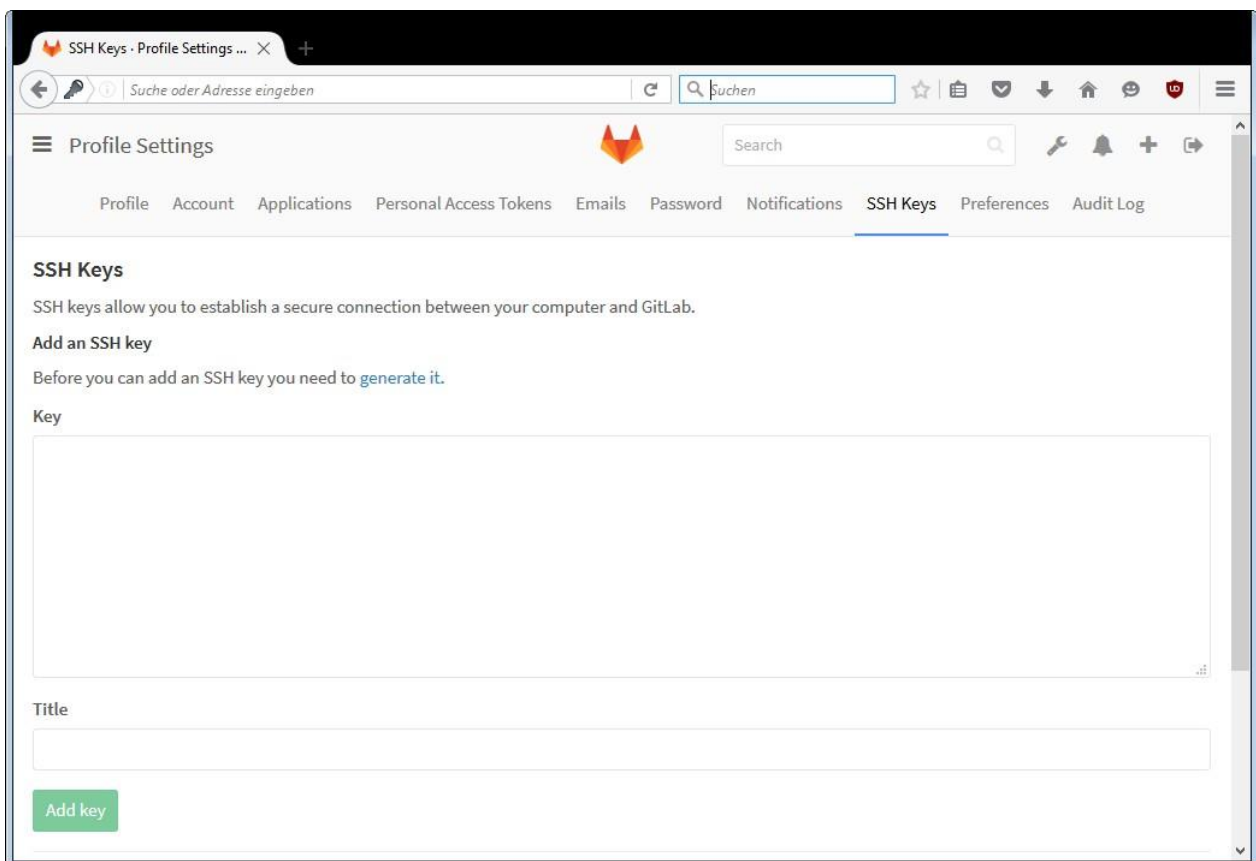 SSH Keys · Profile Settings ...
Suche oder Adresse eingeben
Suchen
Profile Settings
Search
Profile Account Applications Personal Access Tokens Emails Password Notifications SSH Keys Preferences Audit Log
SSH Keys
SSH keys allow you to establish a secure connection between your computer and GitLab.
Add an SSH key
Before you can add an SSH key you need to generate it.
Key
Title
Add key